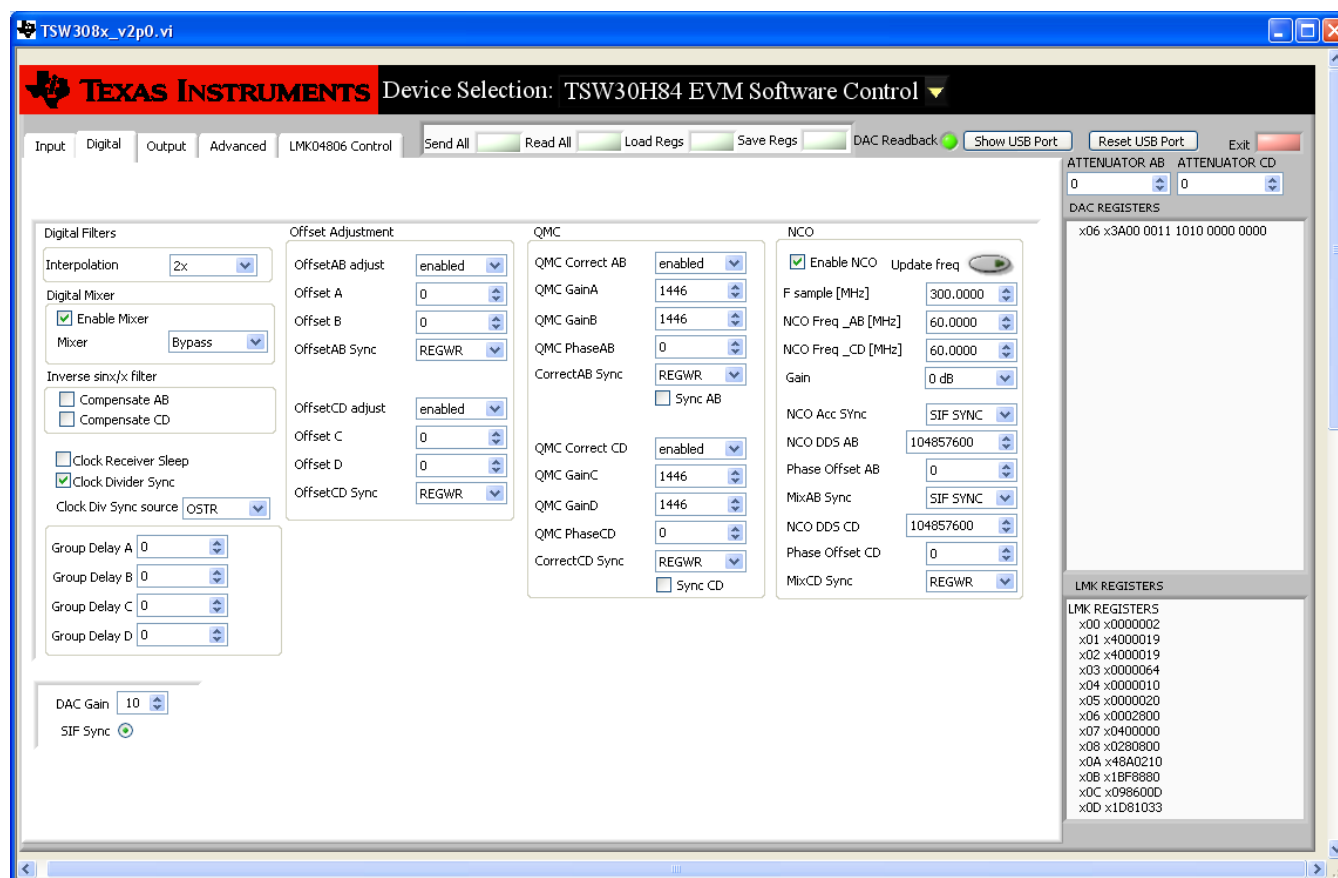 TSW308x_v2p0.vi
TEXAS INSTRUMENTS Device Selection: TSW30H84 EVM Software Control
Input Digital Output Advanced LMK04806 Control Send All Read All Load Regs Save Regs DAC Readback Show USB Port Reset USB Port Exit
ATTENUATOR AB ATTENUATOR CD
0 0
DAC REGISTERS
x06 x3A00 0011 1010 0000 0000
Digital Filters
Interpolation 2x
Digital Mixer
Enable Mixer
Mixer Bypass
Inverse sinx/x filter
Compensate AB
Compensate CD
Clock Receiver Sleep
Clock Divider Sync
Clock Div Sync source OSTR
Group Delay A 0
Group Delay B 0
Group Delay C 0
Group Delay D 0
DAC Gain 10
SIF Sync
Offset Adjustment
OffsetAB adjust enabled
Offset A 0
Offset B 0
OffsetAB Sync REGWR
OffsetCD adjust enabled
Offset C 0
Offset D 0
OffsetCD Sync REGWR
QMC
QMC Correct AB enabled
QMC GainA 1446
QMC GainB 1446
QMC PhaseAB 0
CorrectAB Sync REGWR
Sync AB
QMC Correct CD enabled
QMC GainC 1446
QMC GainD 1446
QMC PhaseCD 0
CorrectCD Sync REGWR
Sync CD
NCO
Enable NCO Update freq
F sample [MHz] 300.0000
NCO Freq _AB [MHz] 60.0000
NCO Freq _CD [MHz] 60.0000
Gain 0 dB
NCO Acc SYnc SIF SYNC
NCO DDS AB 104857600
Phase Offset AB 0
MixAB Sync SIF SYNC
NCO DDS CD 104857600
Phase Offset CD 0
MixCD Sync REGWR
LMK REGISTERS
LMK REGISTERS
x00 x0000002
x01 x4000019
x02 x4000019
x03 x0000064
x04 x0000010
x05 x0000020
x06 x0002800
x07 x0400000
x08 x0280800
x0A x48A0210
x0B x1BF8880
x0C x098600D
x0D x1D81033